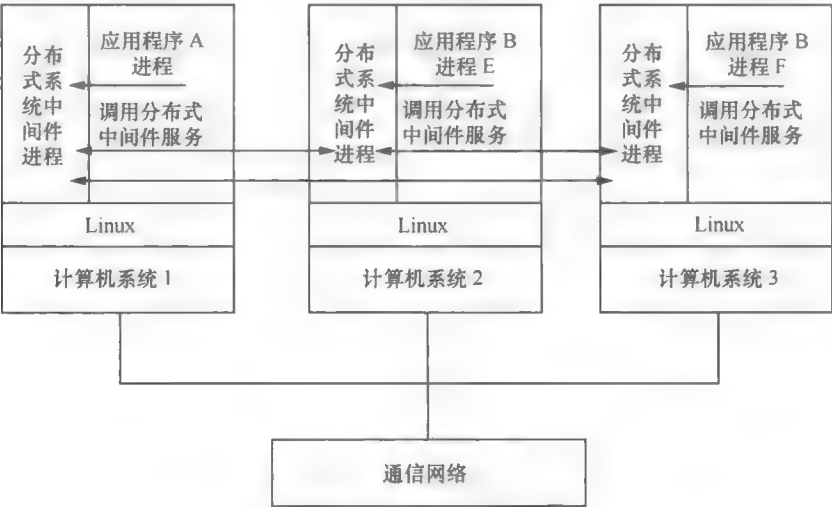 分布
式系
统中
间件
进程
应用程序 A
进程
调用分布式
中间件服务
Linux
计算机系统 1
分布
式系
统中
间件
进程
应用程序 B
进程 E
调用分布式
中间件服务
Linux
计算机系统 2
分布
式系
统中
间件
进程
应用程序 B
进程 F
调用分布式
中间件服务
Linux
计算机系统 3
通信网络